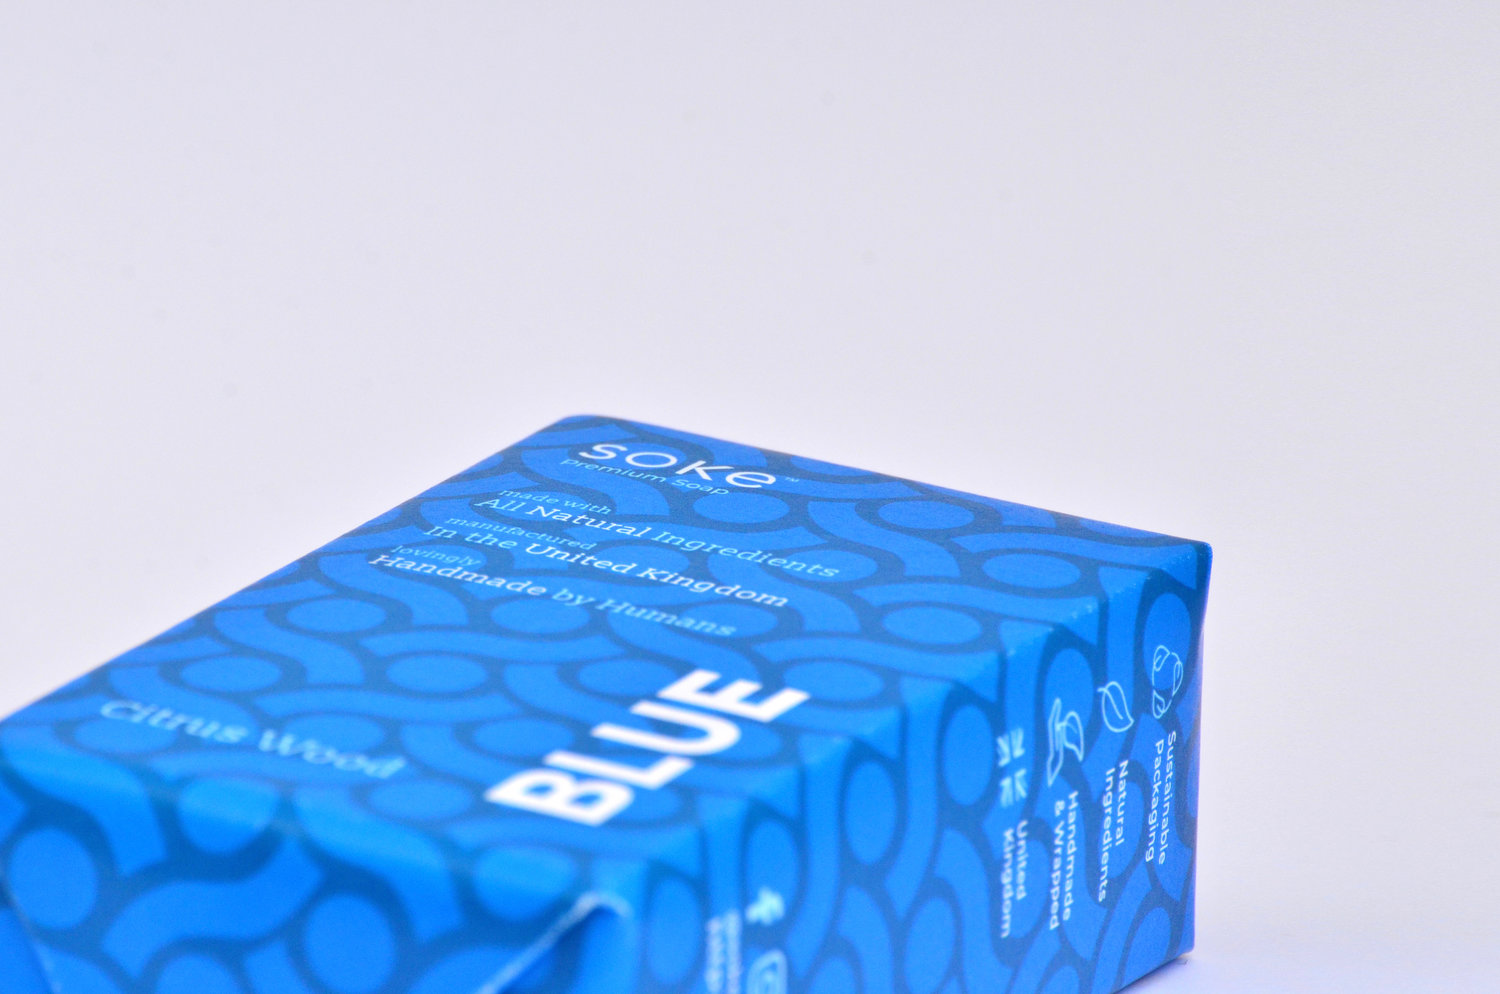 soke™
Premium Soap
made with
All Natural Ingredients
manufactured
In the United Kingdom
lovingly
Handmade by Humans
BLUE
Citrus Wood
Sustainable
Packaging
Natural
Ingredients
Handmade
& Wrapped
United
Kingdom